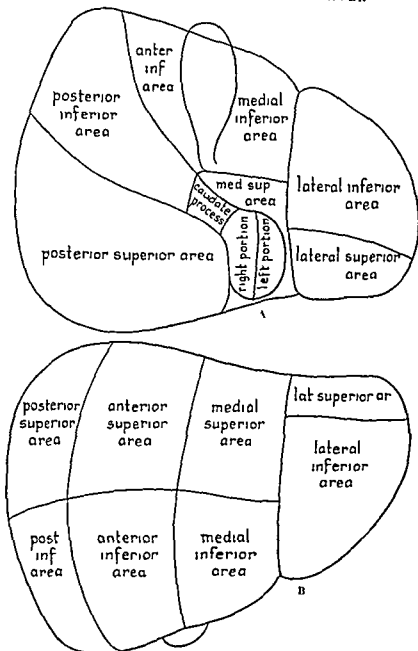 anter
inf
area
posterior
inferior
area
medial
inferior
area
lateral inferior
area
med sup
area
caudate
process
right portion
left portion
posterior superior area
lateral superior
area
posterior
superior
area
anterior
superior
area
medial
superior
area
lat superior ar
lateral
inferior
area
post
inf
area
anterior
inferior
area
medial
inferior
area
B